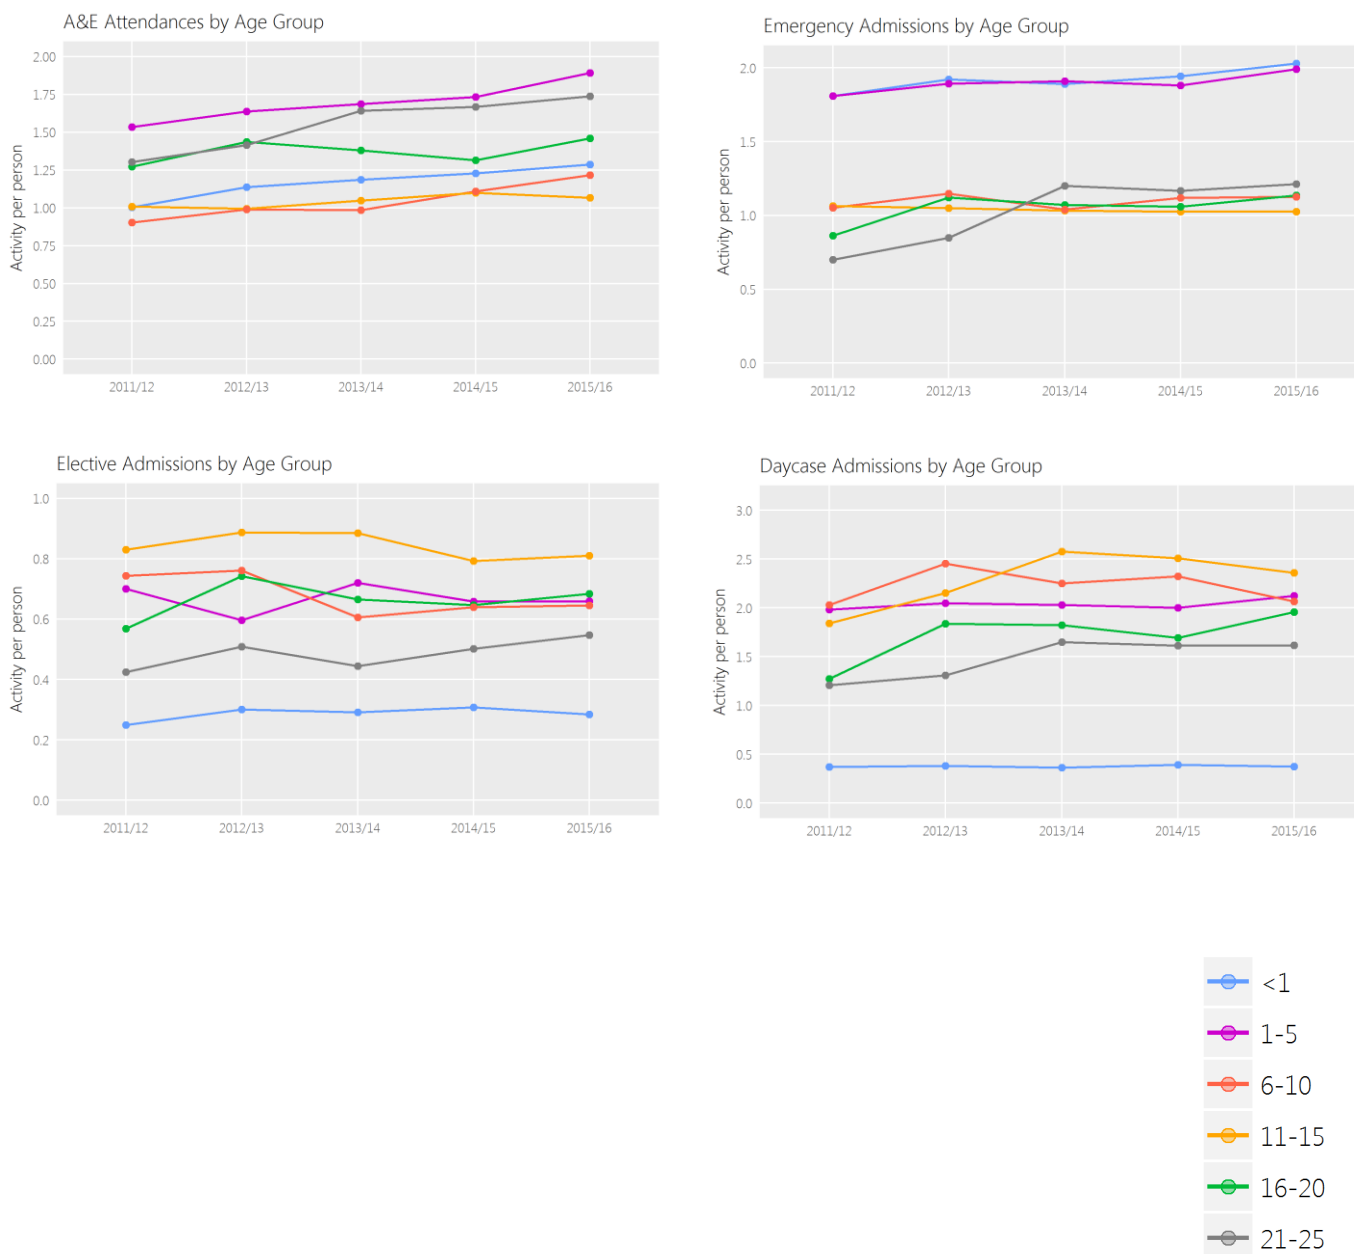 A&E Attendances by Age Group
Activity per person
2.00
1.75
1.50
1.25
1.00
0.75
0.50
0.25
0.00
2011/12 2012/13 2013/14 2014/15 2015/16
Emergency Admissions by Age Group
Activity per person
2.0
1.5
1.0
0.5
0.0
2011/12 2012/13 2013/14 2014/15 2015/16
Elective Admissions by Age Group
Activity per person
1.0
0.8
0.6
0.4
0.2
0.0
2011/12 2012/13 2013/14 2014/15 2015/16
Daycase Admissions by Age Group
Activity per person
3.0
2.5
2.0
1.5
1.0
0.5
0.0
2011/12 2012/13 2013/14 2014/15 2015/16
<1
1-5
6-10
11-15
16-20
21-25